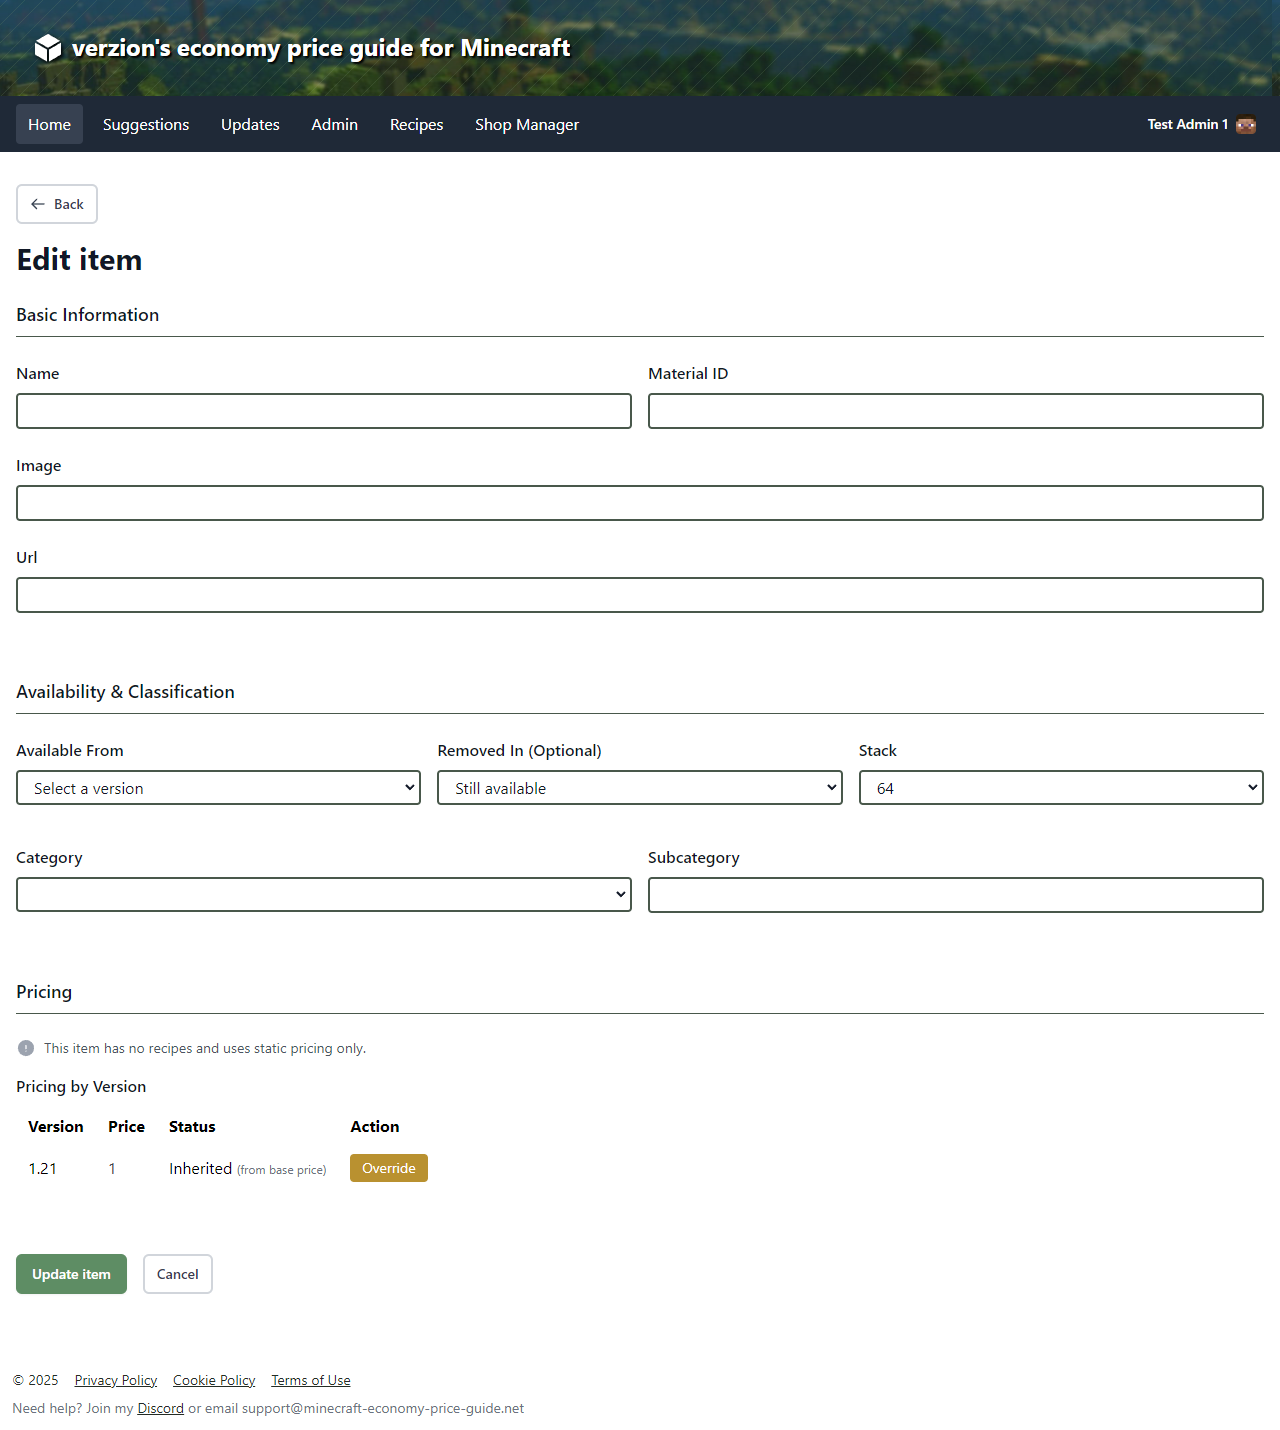 verzion's economy price guide for Minecraft
Home Suggestions Updates Admin Recipes Shop Manager Test Admin 1
Back
Edit item
Basic Information
Name Material ID
Image
Url
Availability & Classification
Available From Removed In (Optional) Stack
Select a version Still available 64
Category Subcategory
Pricing
This item has no recipes and uses static pricing only.
Pricing by Version
Version Price Status Action
1.21 1 Inherited (from base price) Override
Update item Cancel
© 2025 Privacy Policy Cookie Policy Terms of Use
Need help? Join my Discord or email support@minecraft-economy-price-guide.net